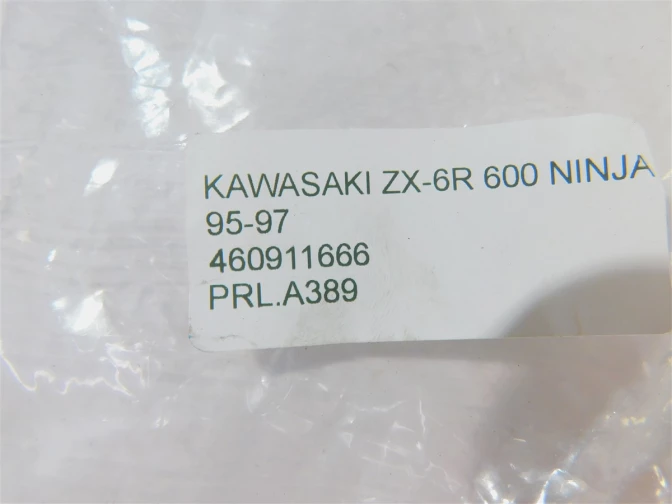 KAWASAKI ZX-6R 600 NINJA
95-97
460911666
PRL.A389